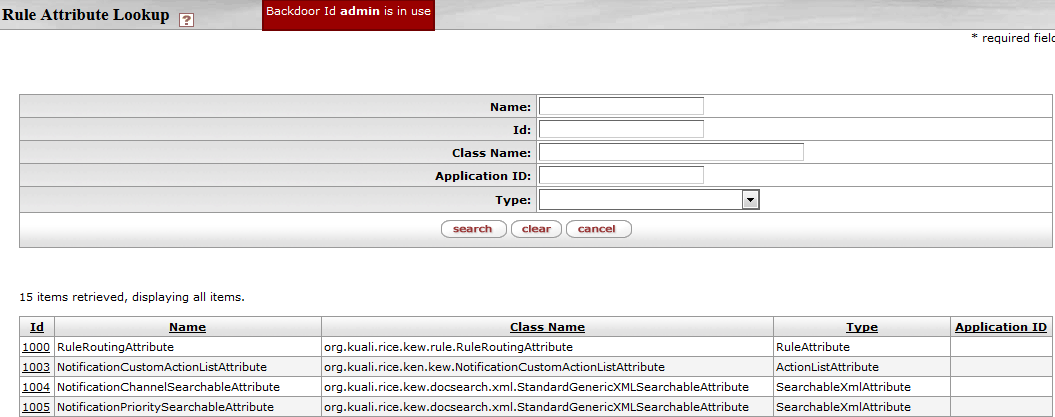 Rule Attribute Lookup ?
Backdoor Id admin is in use
* required field
Name:
Id:
Class Name:
Application ID:
Type:
search clear cancel
15 items retrieved, displaying all items.
Id Name Class Name Type Application ID
1000 RuleRoutingAttribute org.kuali.rice.kew.rule.RuleRoutingAttribute RuleAttribute
1003 NotificationCustomActionListAttribute org.kuali.rice.ken.kew.NotificationCustomActionListAttribute ActionListAttribute
1004 NotificationChannelSearchableAttribute org.kuali.rice.kew.docsearch.xml.StandardGenericXMLSearchableAttribute SearchableXmlAttribute
1005 NotificationPrioritySearchableAttribute org.kuali.rice.kew.docsearch.xml.StandardGenericXMLSearchableAttribute SearchableXmlAttribute